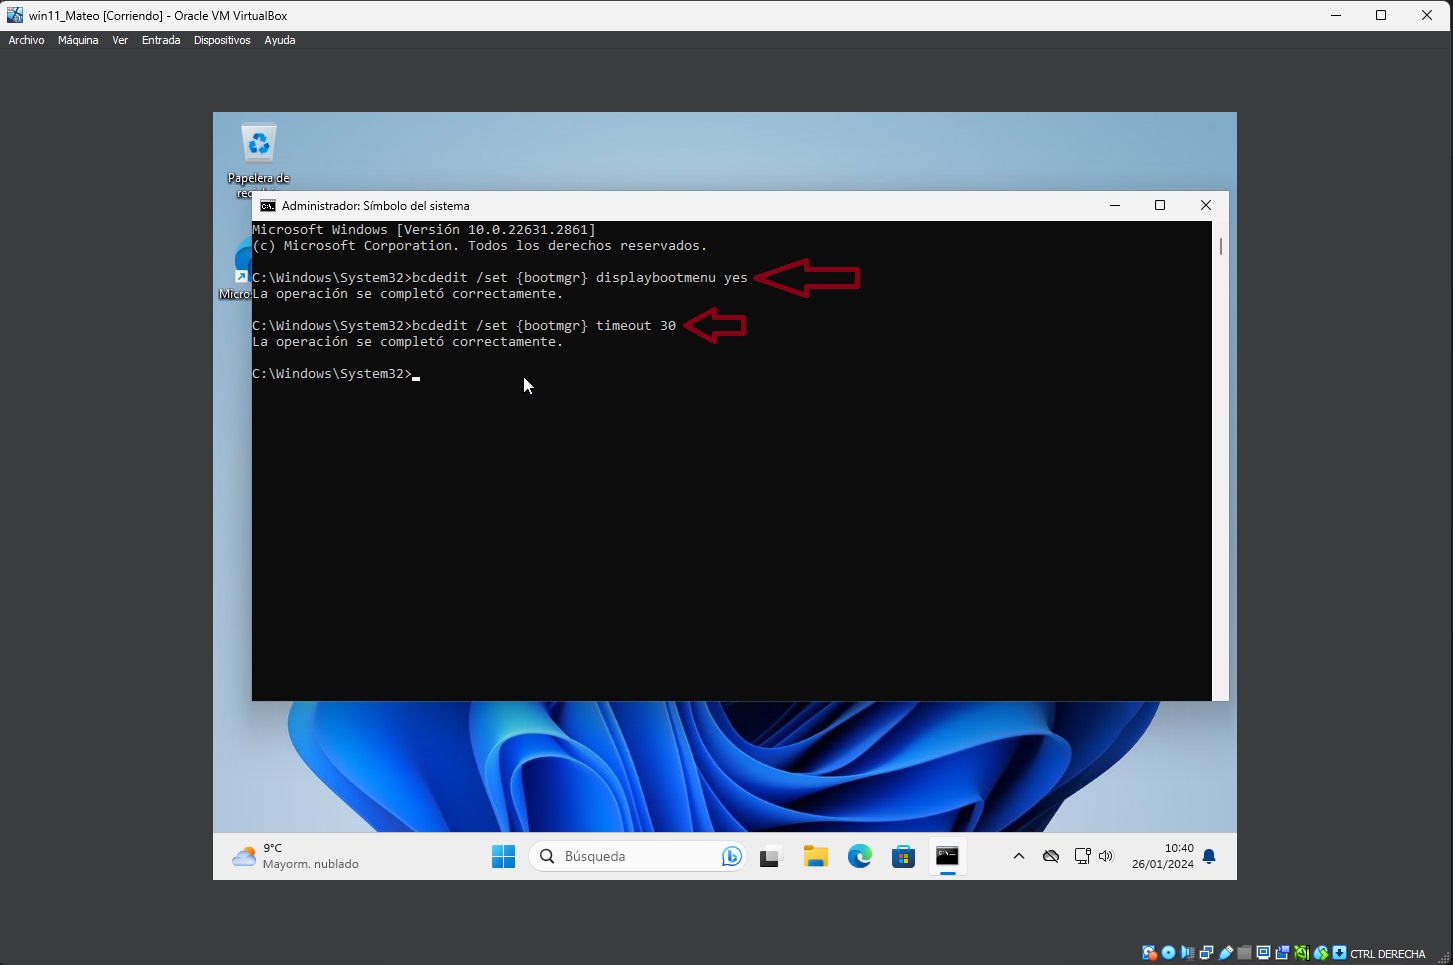 win11_Mateo [Corriendo] - Oracle VM VirtualBox
Archivo Máquina Ver Entrada Dispositivos Ayuda
Papelera de
Administrador: Símbolo del sistema
Microsoft Windows [Versión 10.0.22631.2861]
(c) Microsoft Corporation. Todos los derechos reservados.
C:\Windows\System32>bcdedit /set {bootmgr} displaybootmenu yes
La operación se completó correctamente.
C:\Windows\System32>bcdedit /set {bootmgr} timeout 30
La operación se completó correctamente.
C:\Windows\System32>
9°C
Mayorm. nublado
Búsqueda
10:40
26/01/2024
CTRL DERECHA